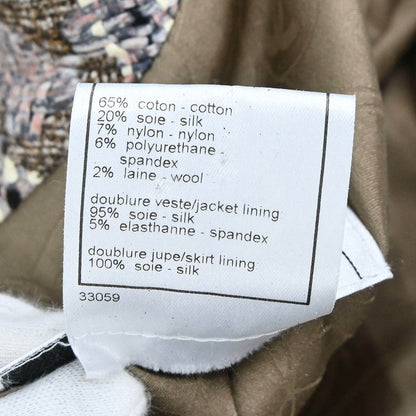 65% coton - cotton
20% soie - silk
7% nylon - nylon
6% polyurethane -
spandex
2% laine - wool
doublure veste/jacket lining
95% soie - silk
5% elasthanne - spandex
doublure jupe/skirt lining
100% soie - silk
33059